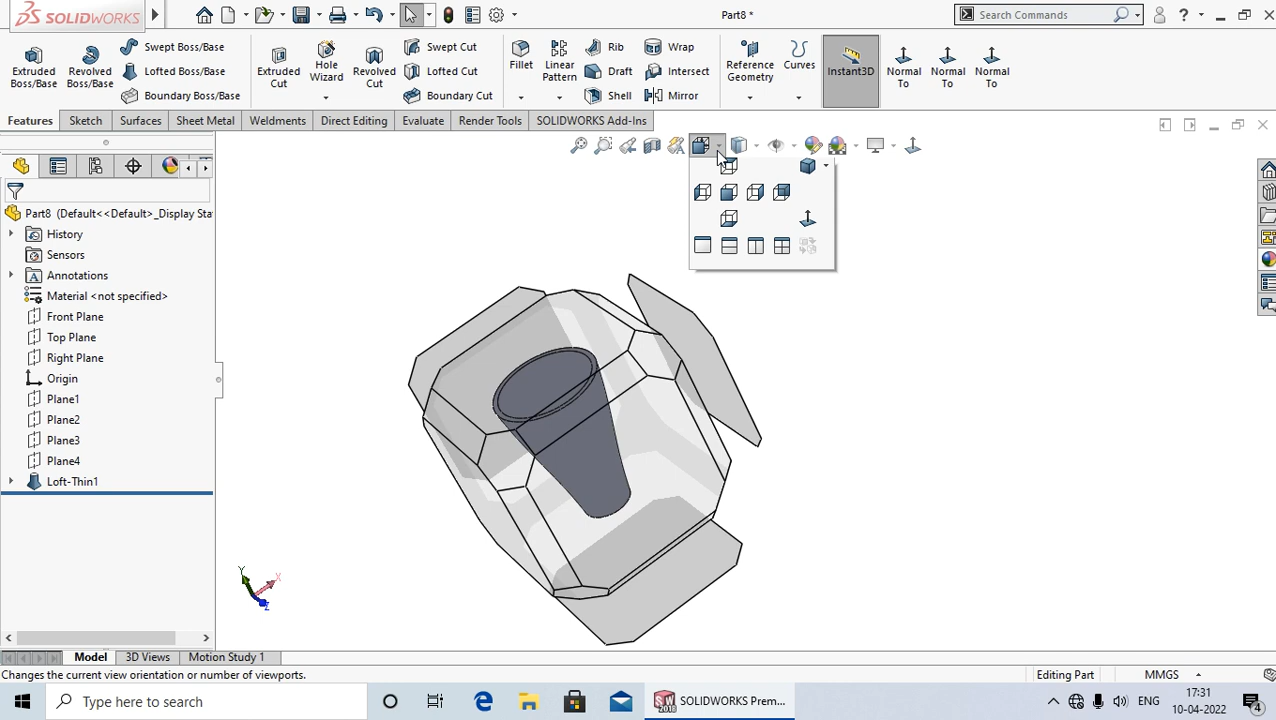 SOLIDWORKS
Part8 *
Search Commands
Extruded Boss/Base
Revolved Boss/Base
Swept Boss/Base
Lofted Boss/Base
Boundary Boss/Base
Extruded Cut
Hole Wizard
Revolved Cut
Swept Cut
Lofted Cut
Boundary Cut
Fillet
Linear Pattern
Rib
Draft
Shell
Wrap
Intersect
Mirror
Reference Geometry
Curves
Instant3D
Normal To
Normal To
Normal To
Features
Sketch
Surfaces
Sheet Metal
Weldments
Direct Editing
Evaluate
Render Tools
SOLIDWORKS Add-Ins
Part8 (Default<<Default>_Display Sta
History
Sensors
Annotations
Material <not specified>
Front Plane
Top Plane
Right Plane
Origin
Plane1
Plane2
Plane3
Plane4
Loft-Thin1
Y
X
Z
Model
3D Views
Motion Study 1
Changes the current view orientation or number of viewports.
Editing Part
MMGS
Type here to search
SOLIDWORKS Prem...
ENG
17:31
10-04-2022
4